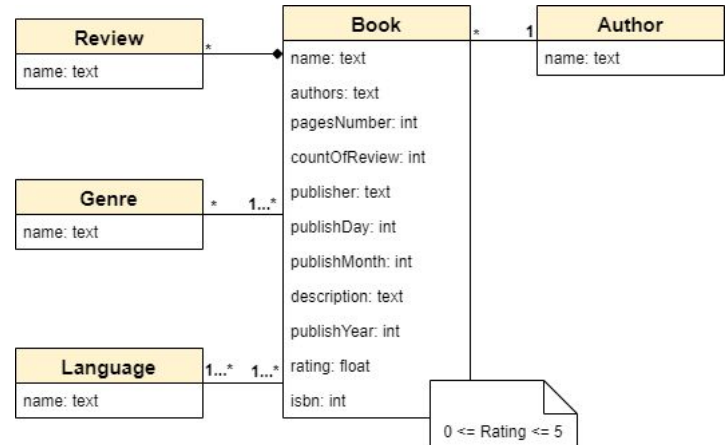 Review
*
name: text
Genre
*
1...*
name: text
Language
1...*
1...*
name: text
Book
name: text
authors: text
pagesNumber: int
countOfReview: int
publisher: text
publishDay: int
publishMonth: int
description: text
publishYear: int
rating: float
isbn: int
0 <= Rating <= 5
*
1
Author
name: text